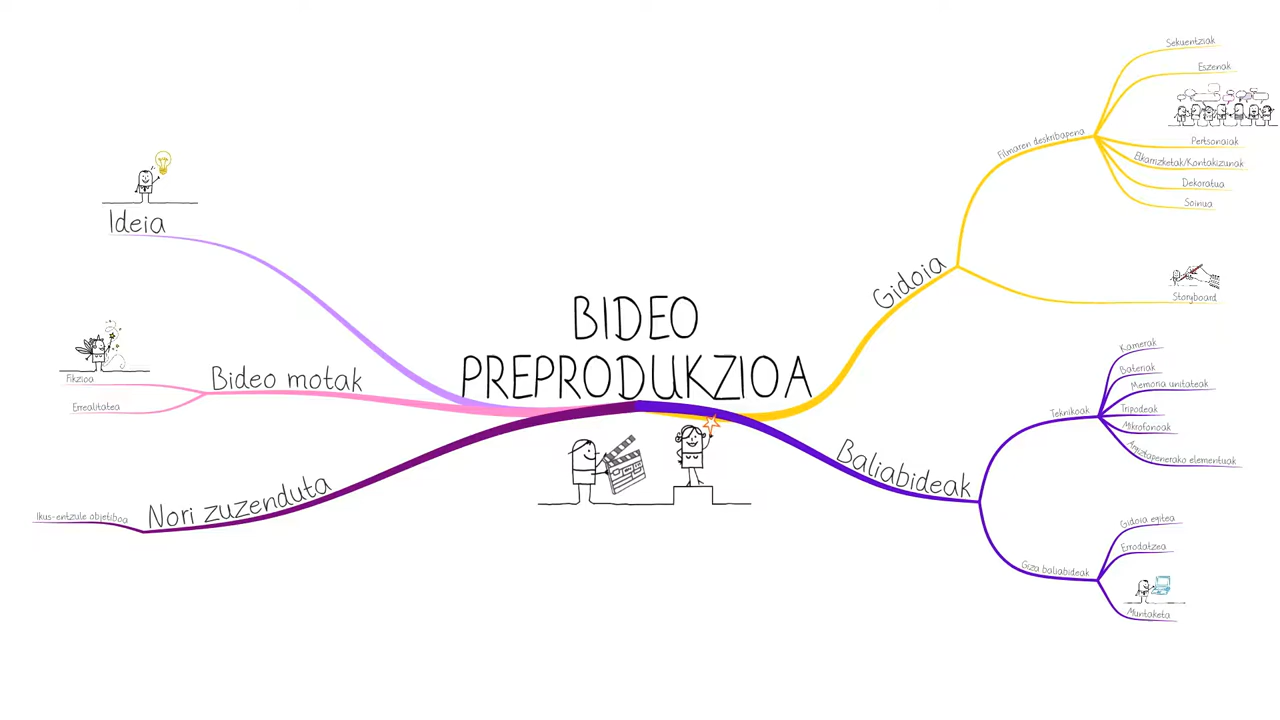 BIDEO
PREPRODUKZIOA
Ideia
Bideo motak
Fikzioa
Errealitatea
Nori zuzenduta
Ikus-entzule objetiboa
Gidoia
Filmaren deskribapena
Sekuentziak
Eszenak
Pertsonaiak
Elkarrizketak/Kontakizunak
Dekoratua
Soinua
Storyboard
Baliabideak
Teknikoak
Kamerak
Bateriak
Memoria unitateak
Tripodeak
Mikrofonoak
Argiztapenerako elementuak
Giza baliabideak
Gidoia egitea
Errodatzea
Muntaketa